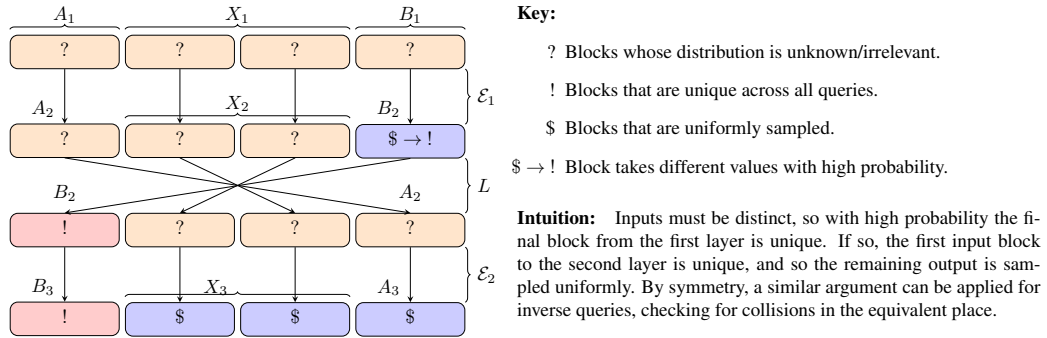 A₁ X₁ B₁
? ? ? ?
ℰ₁
A₂ X₂ B₂
? ? ? $ → !
L
B₂ A₂
! ? ? ?
ℰ₂
B₃ X₃ A₃
! $ $ $
Key:
? Blocks whose distribution is unknown/irrelevant.
! Blocks that are unique across all queries.
$ Blocks that are uniformly sampled.
$ → ! Block takes different values with high probability.
Intuition: Inputs must be distinct, so with high probability the fi-
nal block from the first layer is unique. If so, the first input block
to the second layer is unique, and so the remaining output is sam-
pled uniformly. By symmetry, a similar argument can be applied for
inverse queries, checking for collisions in the equivalent place.